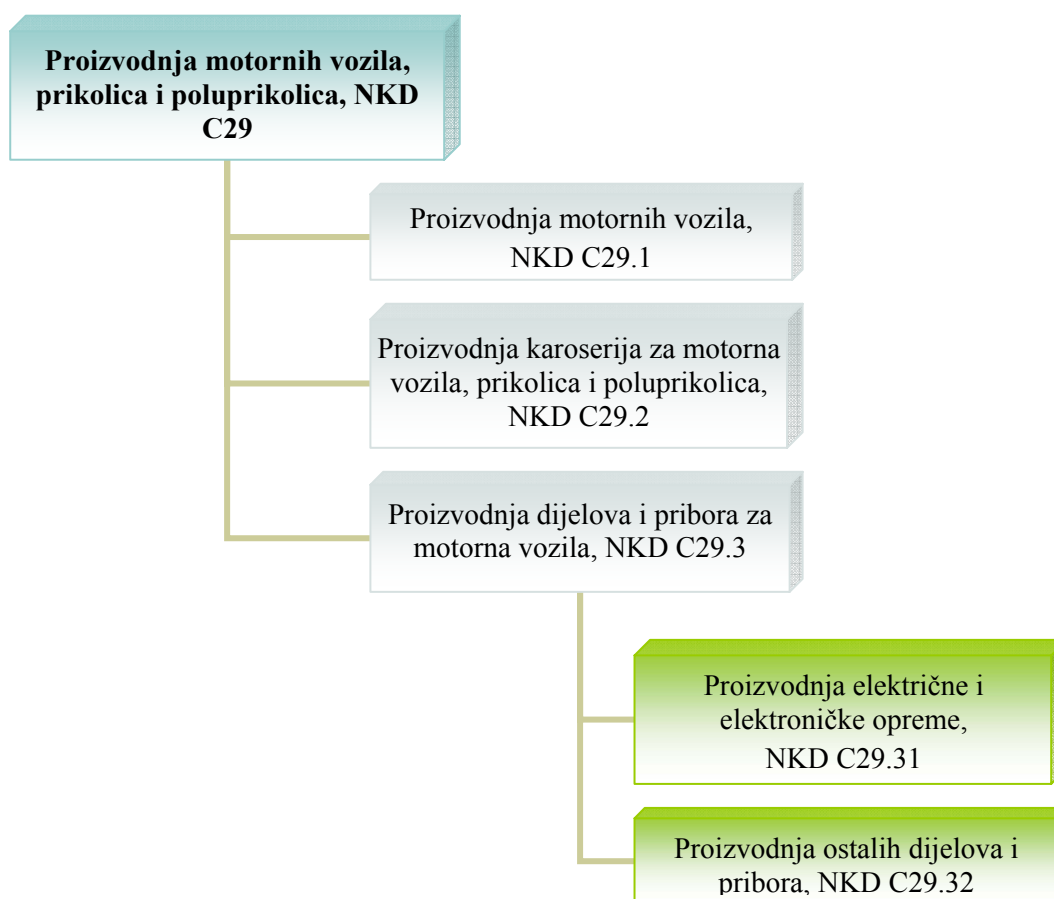 Proizvodnja motornih vozila,
prikolica i poluprikolica, NKD
C29
Proizvodnja motornih vozila,
NKD C29.1
Proizvodnja karoserija za motorna
vozila, prikolica i poluprikolica,
NKD C29.2
Proizvodnja dijelova i pribora za
motorna vozila, NKD C29.3
Proizvodnja električne i
elektroničke opreme,
NKD C29.31
Proizvodnja ostalih dijelova i
pribora, NKD C29.32